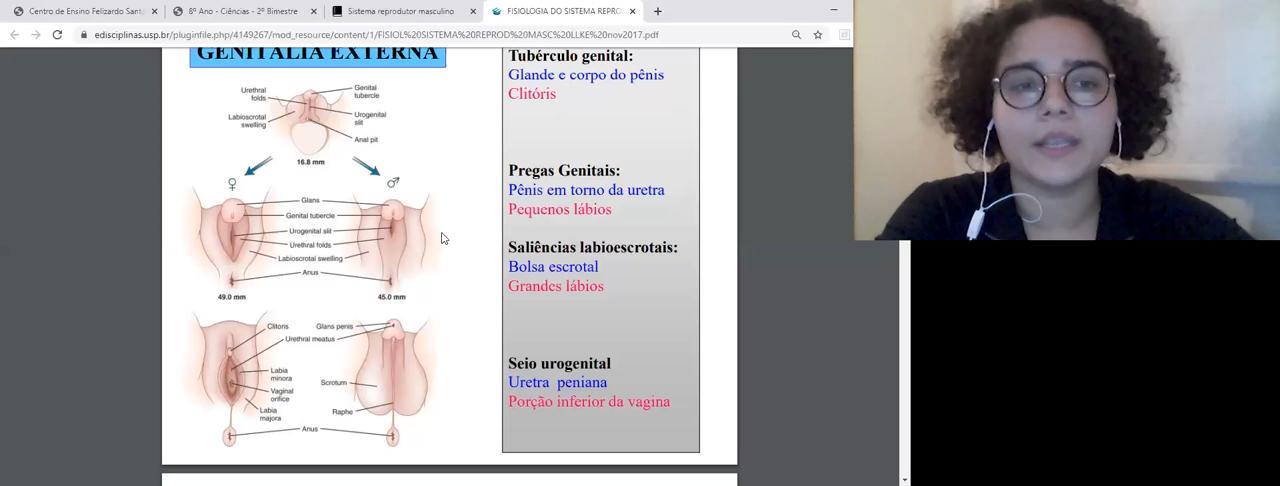 Centro de Ensino Felizardo Sant
8º Ano - Ciências - 2º Bimestre
Sistema reprodutor masculino
FISIOLOGIA DO SISTEMA REPRO
edisciplinas.usp.br/pluginfile.php/4149267/mod_resource/content/1/FISIOL%20SISTEMA%20REPROD%20MASC%20LLKE%20nov2017.pdf
GENITALIA EXTERNA
Urethral folds
Genital tubercle
Labioscrotal swelling
Urogenital slit
Anal pit
16.8 mm
♀
♂
Glans
Genital tubercle
Urogenital slit
Urethral folds
Labioscrotal swelling
Anus
49.0 mm
45.0 mm
Clitoris
Glans penis
Urethral meatus
Labia minora
Scrotum
Vaginal orifice
Labia majora
Raphe
Anus
Tubérculo genital:
Glande e corpo do pênis
Clitóris
Pregas Genitais:
Pênis em torno da uretra
Pequenos lábios
Saliências labioescrotais:
Bolsa escrotal
Grandes lábios
Seio urogenital
Uretra peniana
Porção inferior da vagina